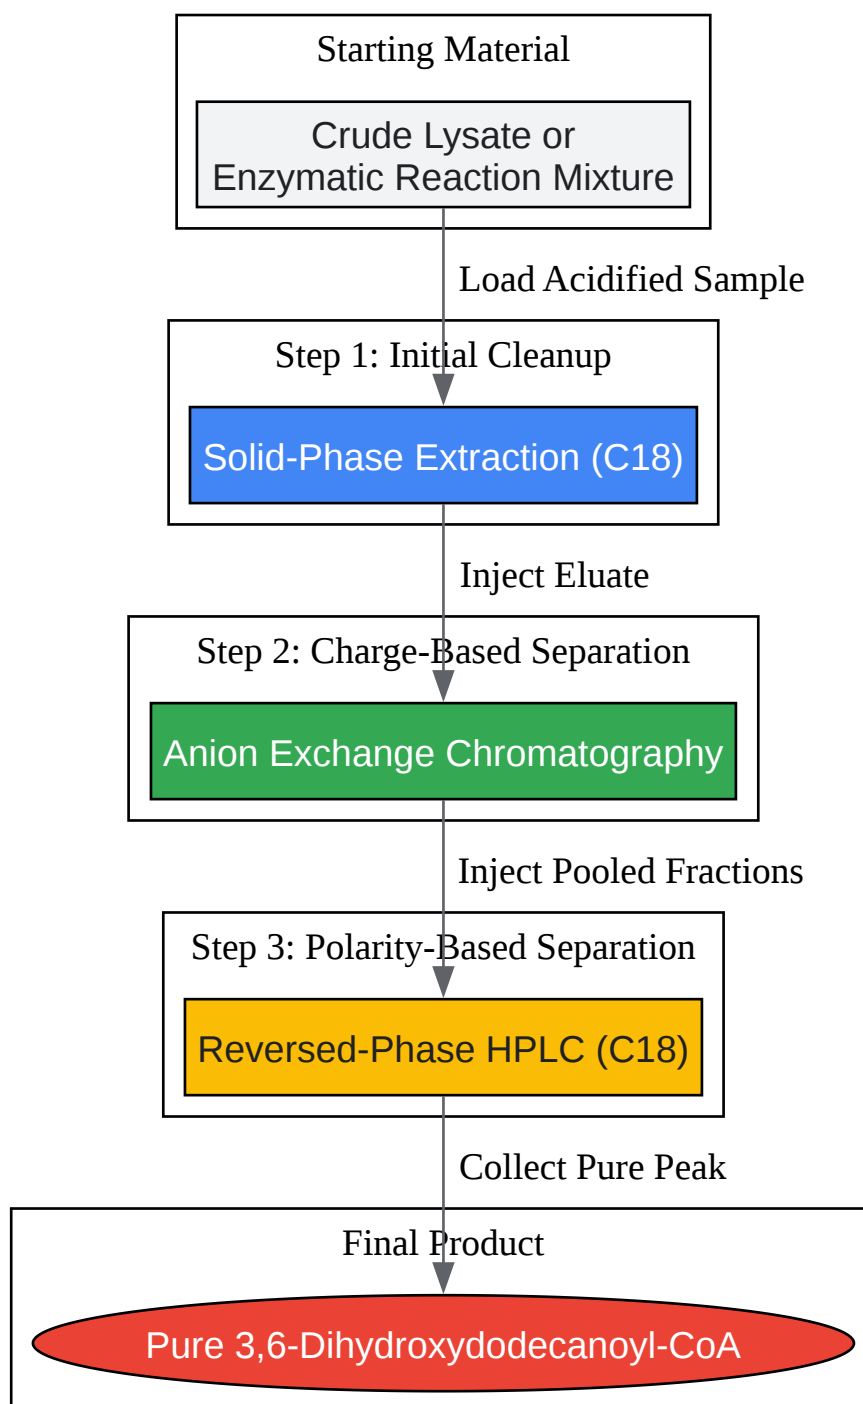 Starting Material
Crude Lysate or
Enzymatic Reaction Mixture
Load Acidified Sample
Step 1: Initial Cleanup
Solid-Phase Extraction (C18)
Inject Eluate
Step 2: Charge-Based Separation
Anion Exchange Chromatography
Inject Pooled Fractions
Step 3: Polarity-Based Separation
Reversed-Phase HPLC (C18)
Collect Pure Peak
Final Product
Pure 3,6-Dihydroxydodecanoyl-CoA